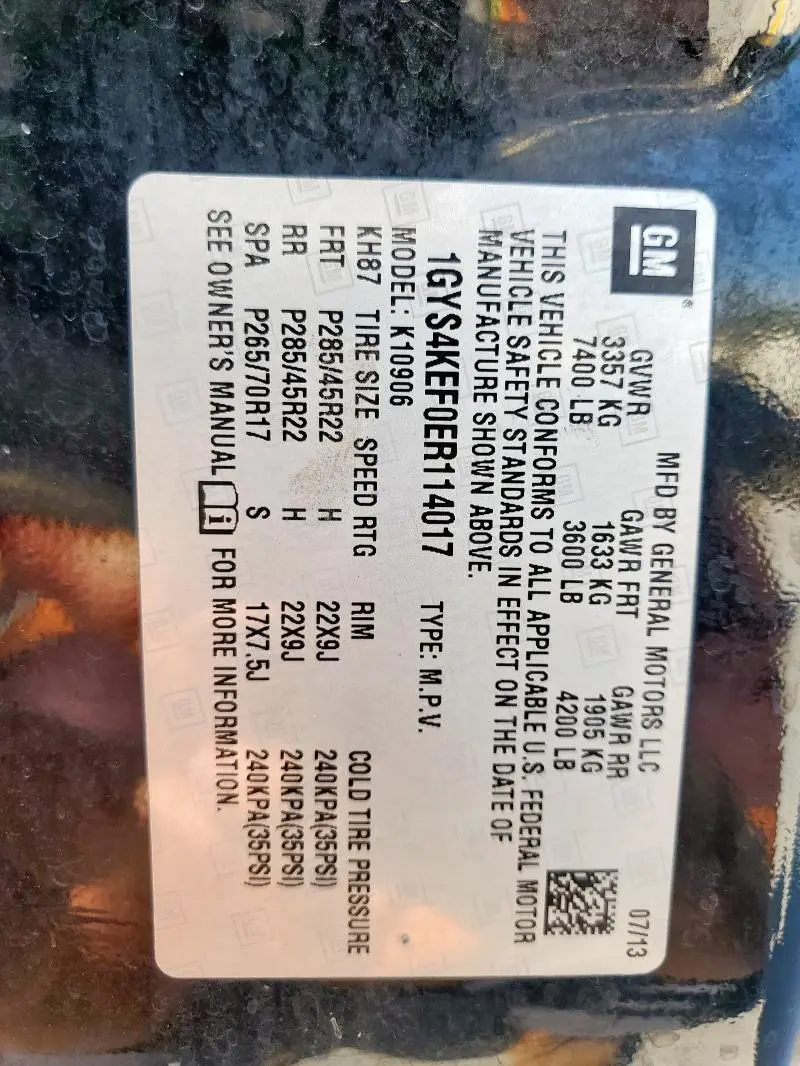 GM®
MFD BY GENERAL MOTORS LLC 07/13
GVWR GAWR FRT GAWR RR
3357 KG 1633 KG 1905 KG
7400 LB 3600 LB 4200 LB
THIS VEHICLE CONFORMS TO ALL APPLICABLE U.S. FEDERAL MOTOR
VEHICLE SAFETY STANDARDS IN EFFECT ON THE DATE OF
MANUFACTURE SHOWN ABOVE.
1GYS4KEF0ER114017 TYPE: M.P.V.
MODEL: K10906
KH87 TIRE SIZE SPEED RTG RIM COLD TIRE PRESSURE
FRT P285/45R22 H 22X9J 240KPA(35PSI)
RR P285/45R22 H 22X9J 240KPA(35PSI)
SPA P265/70R17 S 17X7.5J 240KPA(35PSI)
SEE OWNER'S MANUAL i FOR MORE INFORMATION.